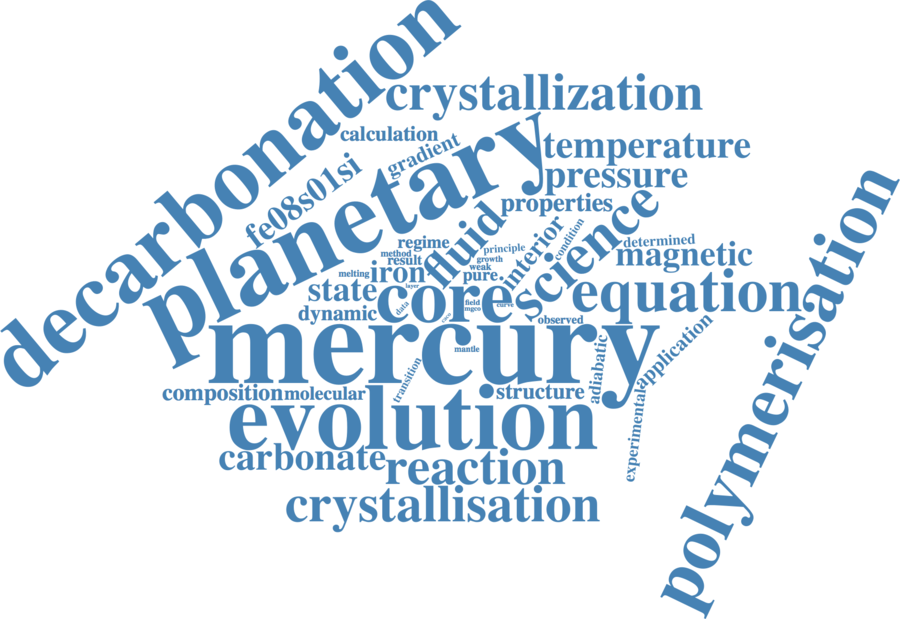 decarbonation
crystallization
calculation
gradient
planetary
temperature
fe08s01si
pressure
properties
science
fluid
interior
condition
regime
principle
determined
method
growth
magnetic
result
weak
melting
iron
pure
layer
state
core
equation
data
field
mgco
curve
dynamic
observed
polymerisation
mercury
mantle
application
adiabatic
transition
composition
molecular
structure
experimental
evolution
carbonate
reaction
crystallisation